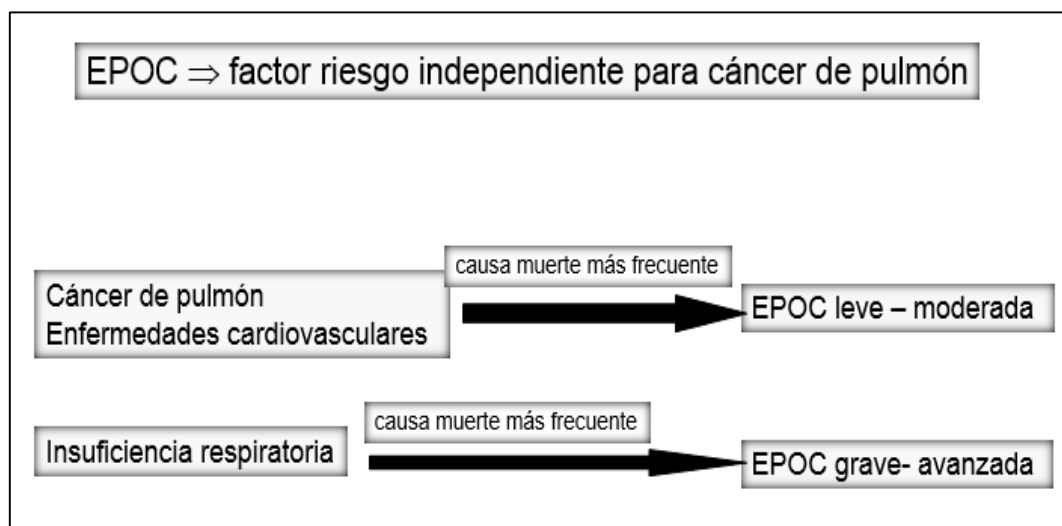 EPOC ⇒ factor riesgo independiente para cáncer de pulmón
causa muerte más frecuente
Cáncer de pulmón
Enfermedades cardiovasculares
EPOC leve – moderada
causa muerte más frecuente
Insuficiencia respiratoria
EPOC grave- avanzada